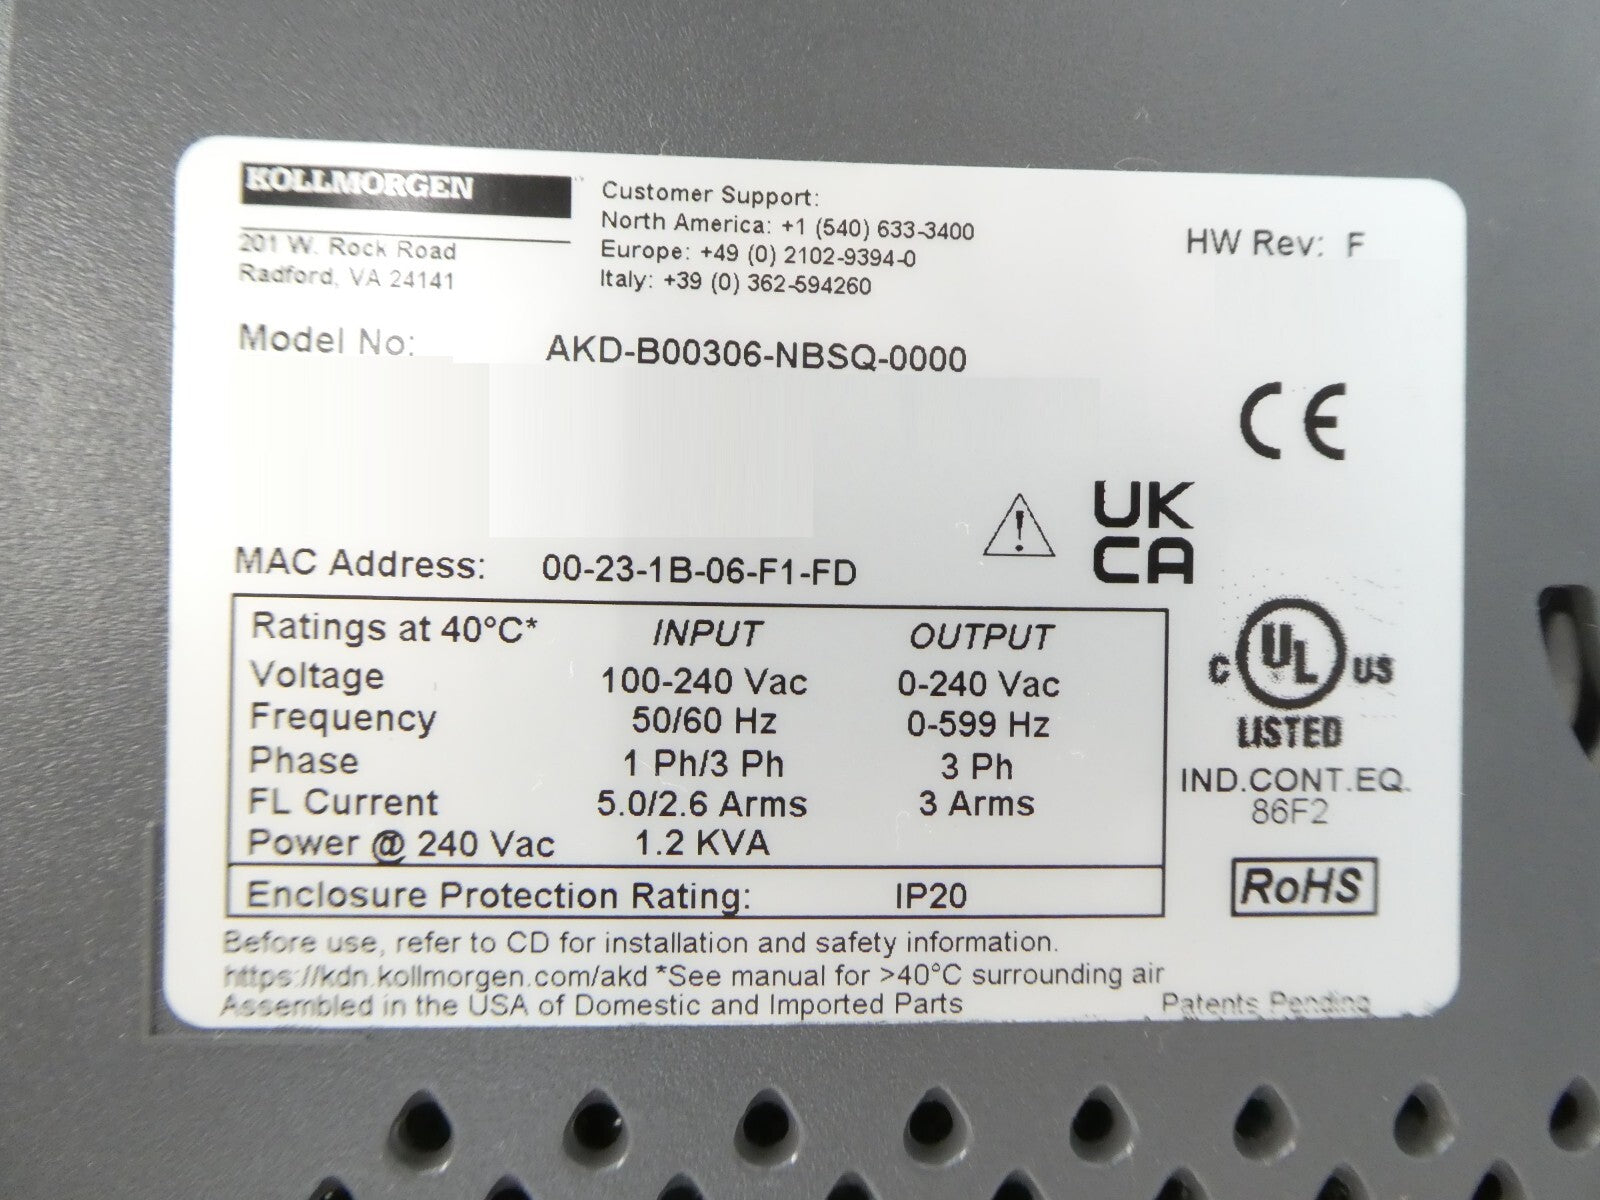 KOLLMORGEN
201 W. Rock Road
Radford, VA 24141
Customer Support:
North America: +1 (540) 633-3400
Europe: +49 (0) 2102-9394-0
Italy: +39 (0) 362-594260
HW Rev: F
Model No: AKD-B00306-NBSQ-0000
CE
UK
CA
MAC Address: 00-23-1B-06-F1-FD
Ratings at 40°C* INPUT OUTPUT
Voltage 100-240 Vac 0-240 Vac
Frequency 50/60 Hz 0-599 Hz
Phase 1 Ph/3 Ph 3 Ph
FL Current 5.0/2.6 Arms 3 Arms
Power @ 240 Vac 1.2 KVA
Enclosure Protection Rating: IP20
C UL US
LISTED
IND.CONT.EQ.
86F2
RoHS
Before use, refer to CD for installation and safety information.
https://kdn.kollmorgen.com/akd *See manual for >40°C surrounding air
Assembled in the USA of Domestic and Imported Parts
Patents Pending